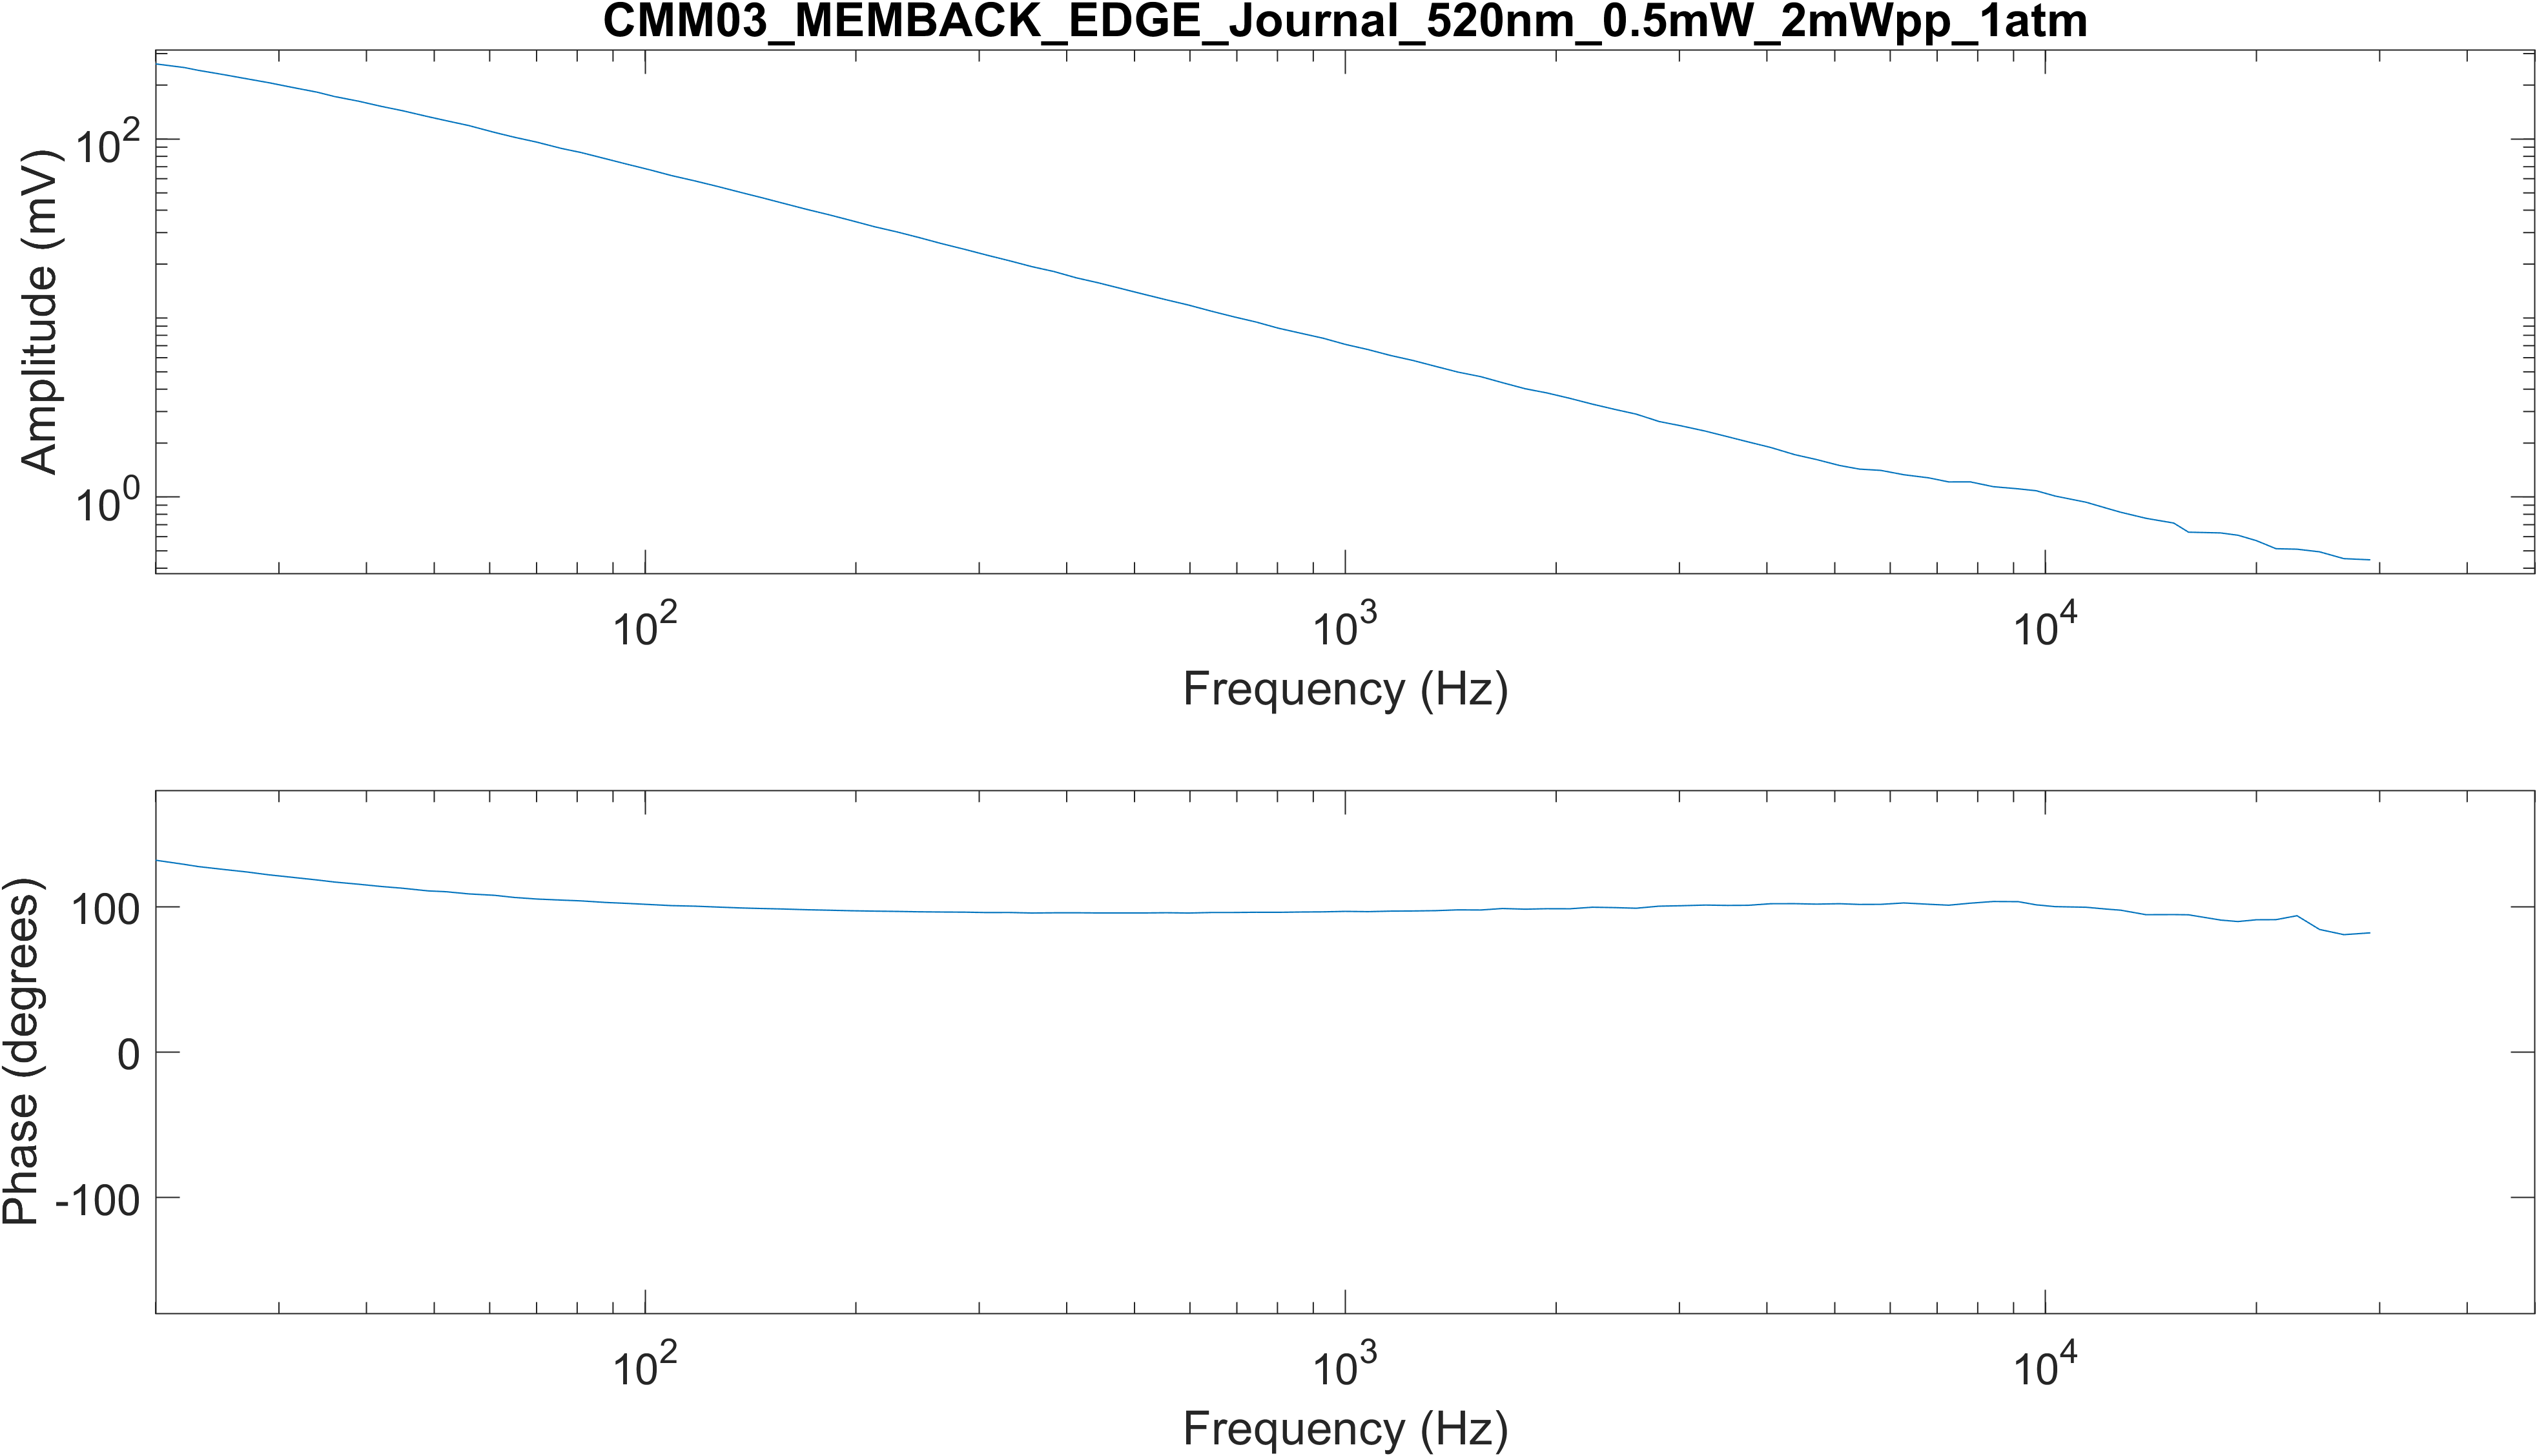 CMM03_MEMBACK_EDGE_Journal_520nm_0.5mW_2mWpp_1atm
Amplitude (mV)
10^2
10^0
10^2
10^3
10^4
Frequency (Hz)
Phase (degrees)
100
0
-100
10^2
10^3
10^4
Frequency (Hz)